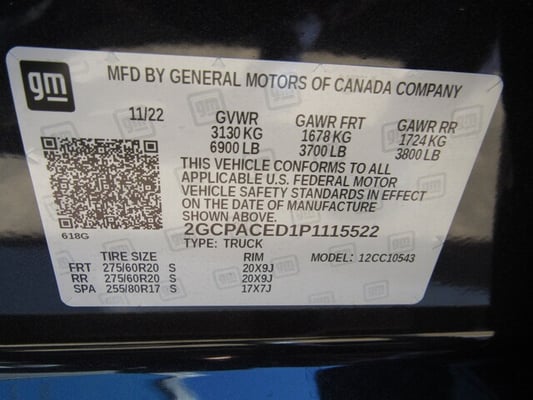 gm
MFD BY GENERAL MOTORS OF CANADA COMPANY
11/22 GVWR GAWR FRT GAWR RR
3130 KG 1678 KG 1724 KG
6900 LB 3700 LB 3800 LB
THIS VEHICLE CONFORMS TO ALL
APPLICABLE U.S. FEDERAL MOTOR
VEHICLE SAFETY STANDARDS IN EFFECT
ON THE DATE OF MANUFACTURE
SHOWN ABOVE.
618G 2GCPACED1P1115522
TYPE: TRUCK
TIRE SIZE RIM MODEL: 12CC10543
FRT 275/60R20 S 20X9J
RR 275/60R20 S 20X9J
SPA 255/80R17 S 17X7J